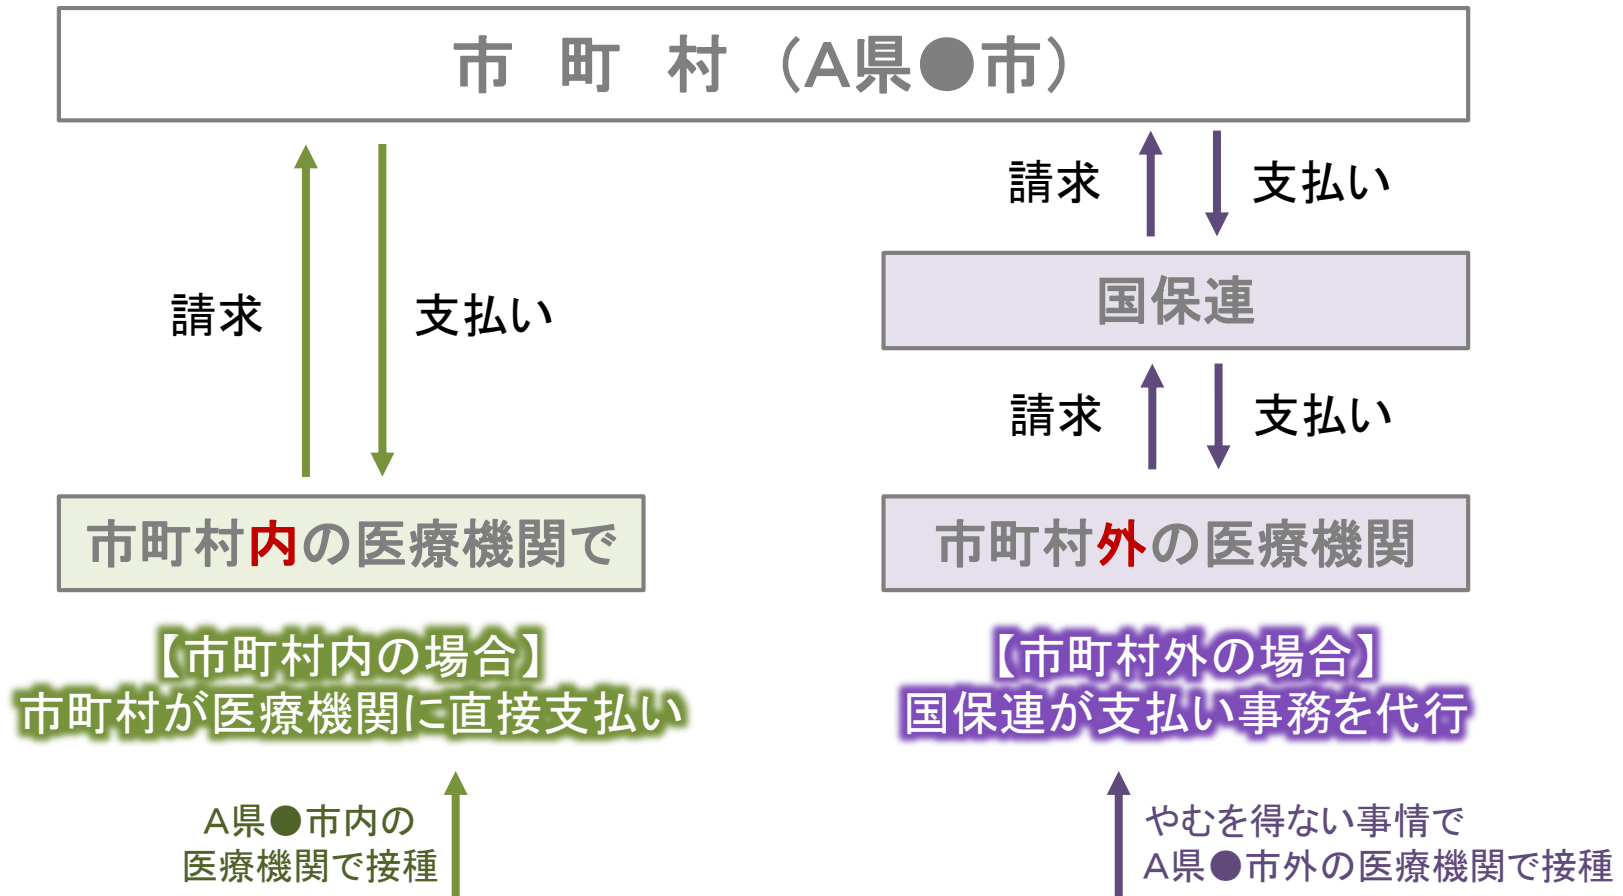 市 町 村 （A県●市）
請求
支払い
請求
支払い
国保連
請求
支払い
市町村内の医療機関で
市町村外の医療機関
【市町村内の場合】
市町村が医療機関に直接支払い
【市町村外の場合】
国保連が支払い事務を代行
A県●市内の
医療機関で接種
やむを得ない事情で
A県●市外の医療機関で接種